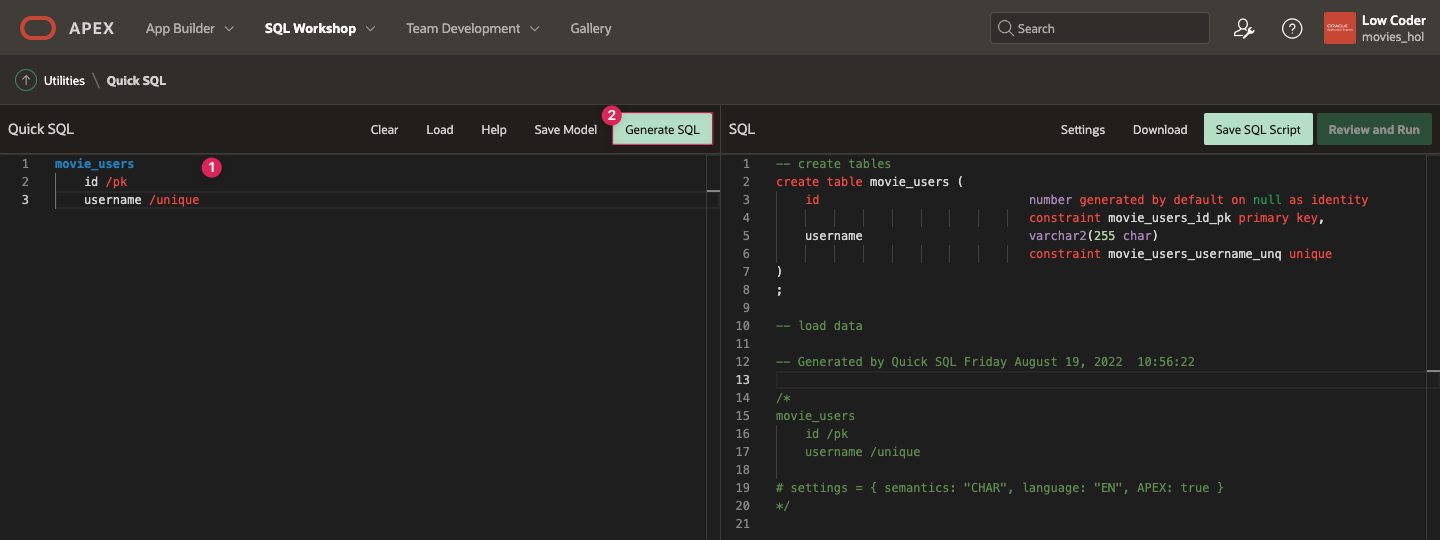 APEX App Builder SQL Workshop Team Development Gallery Search Low Coder
movies_hol
Utilities \ Quick SQL
Quick SQL Clear Load Help Save Model 2 Generate SQL
1 movie_users 1
2 id /pk
3 username /unique
SQL Settings Download Save SQL Script Review and Run
1 -- create tables
2 create table movie_users (
3 id number generated by default on null as identity
4 constraint movie_users_id_pk primary key,
5 username varchar2(255 char)
6 constraint movie_users_username_unq unique
7 )
8 ;
9
10 -- load data
11
12 -- Generated by Quick SQL Friday August 19, 2022  10:56:22
13
14 /*
15 movie_users
16 id /pk
17 username /unique
18
19 # settings = { semantics: "CHAR", language: "EN", APEX: true }
20 */
21